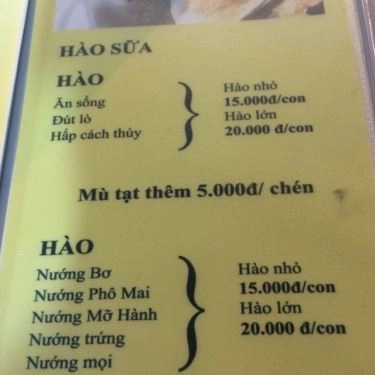 HÀO SỮA
HÀO
Ăn sống
Đút lò
Hấp cách thủy
Hào nhỏ
15.000đ/con
Hào lớn
20.000 đ/con
Mù tạt thêm 5.000đ/ chén
HÀO
Nướng Bơ
Nướng Phô Mai
Nướng Mỡ Hành
Nướng trứng
Nướng mọi
Hào nhỏ
15.000đ/con
Hào lớn
20.000 đ/con